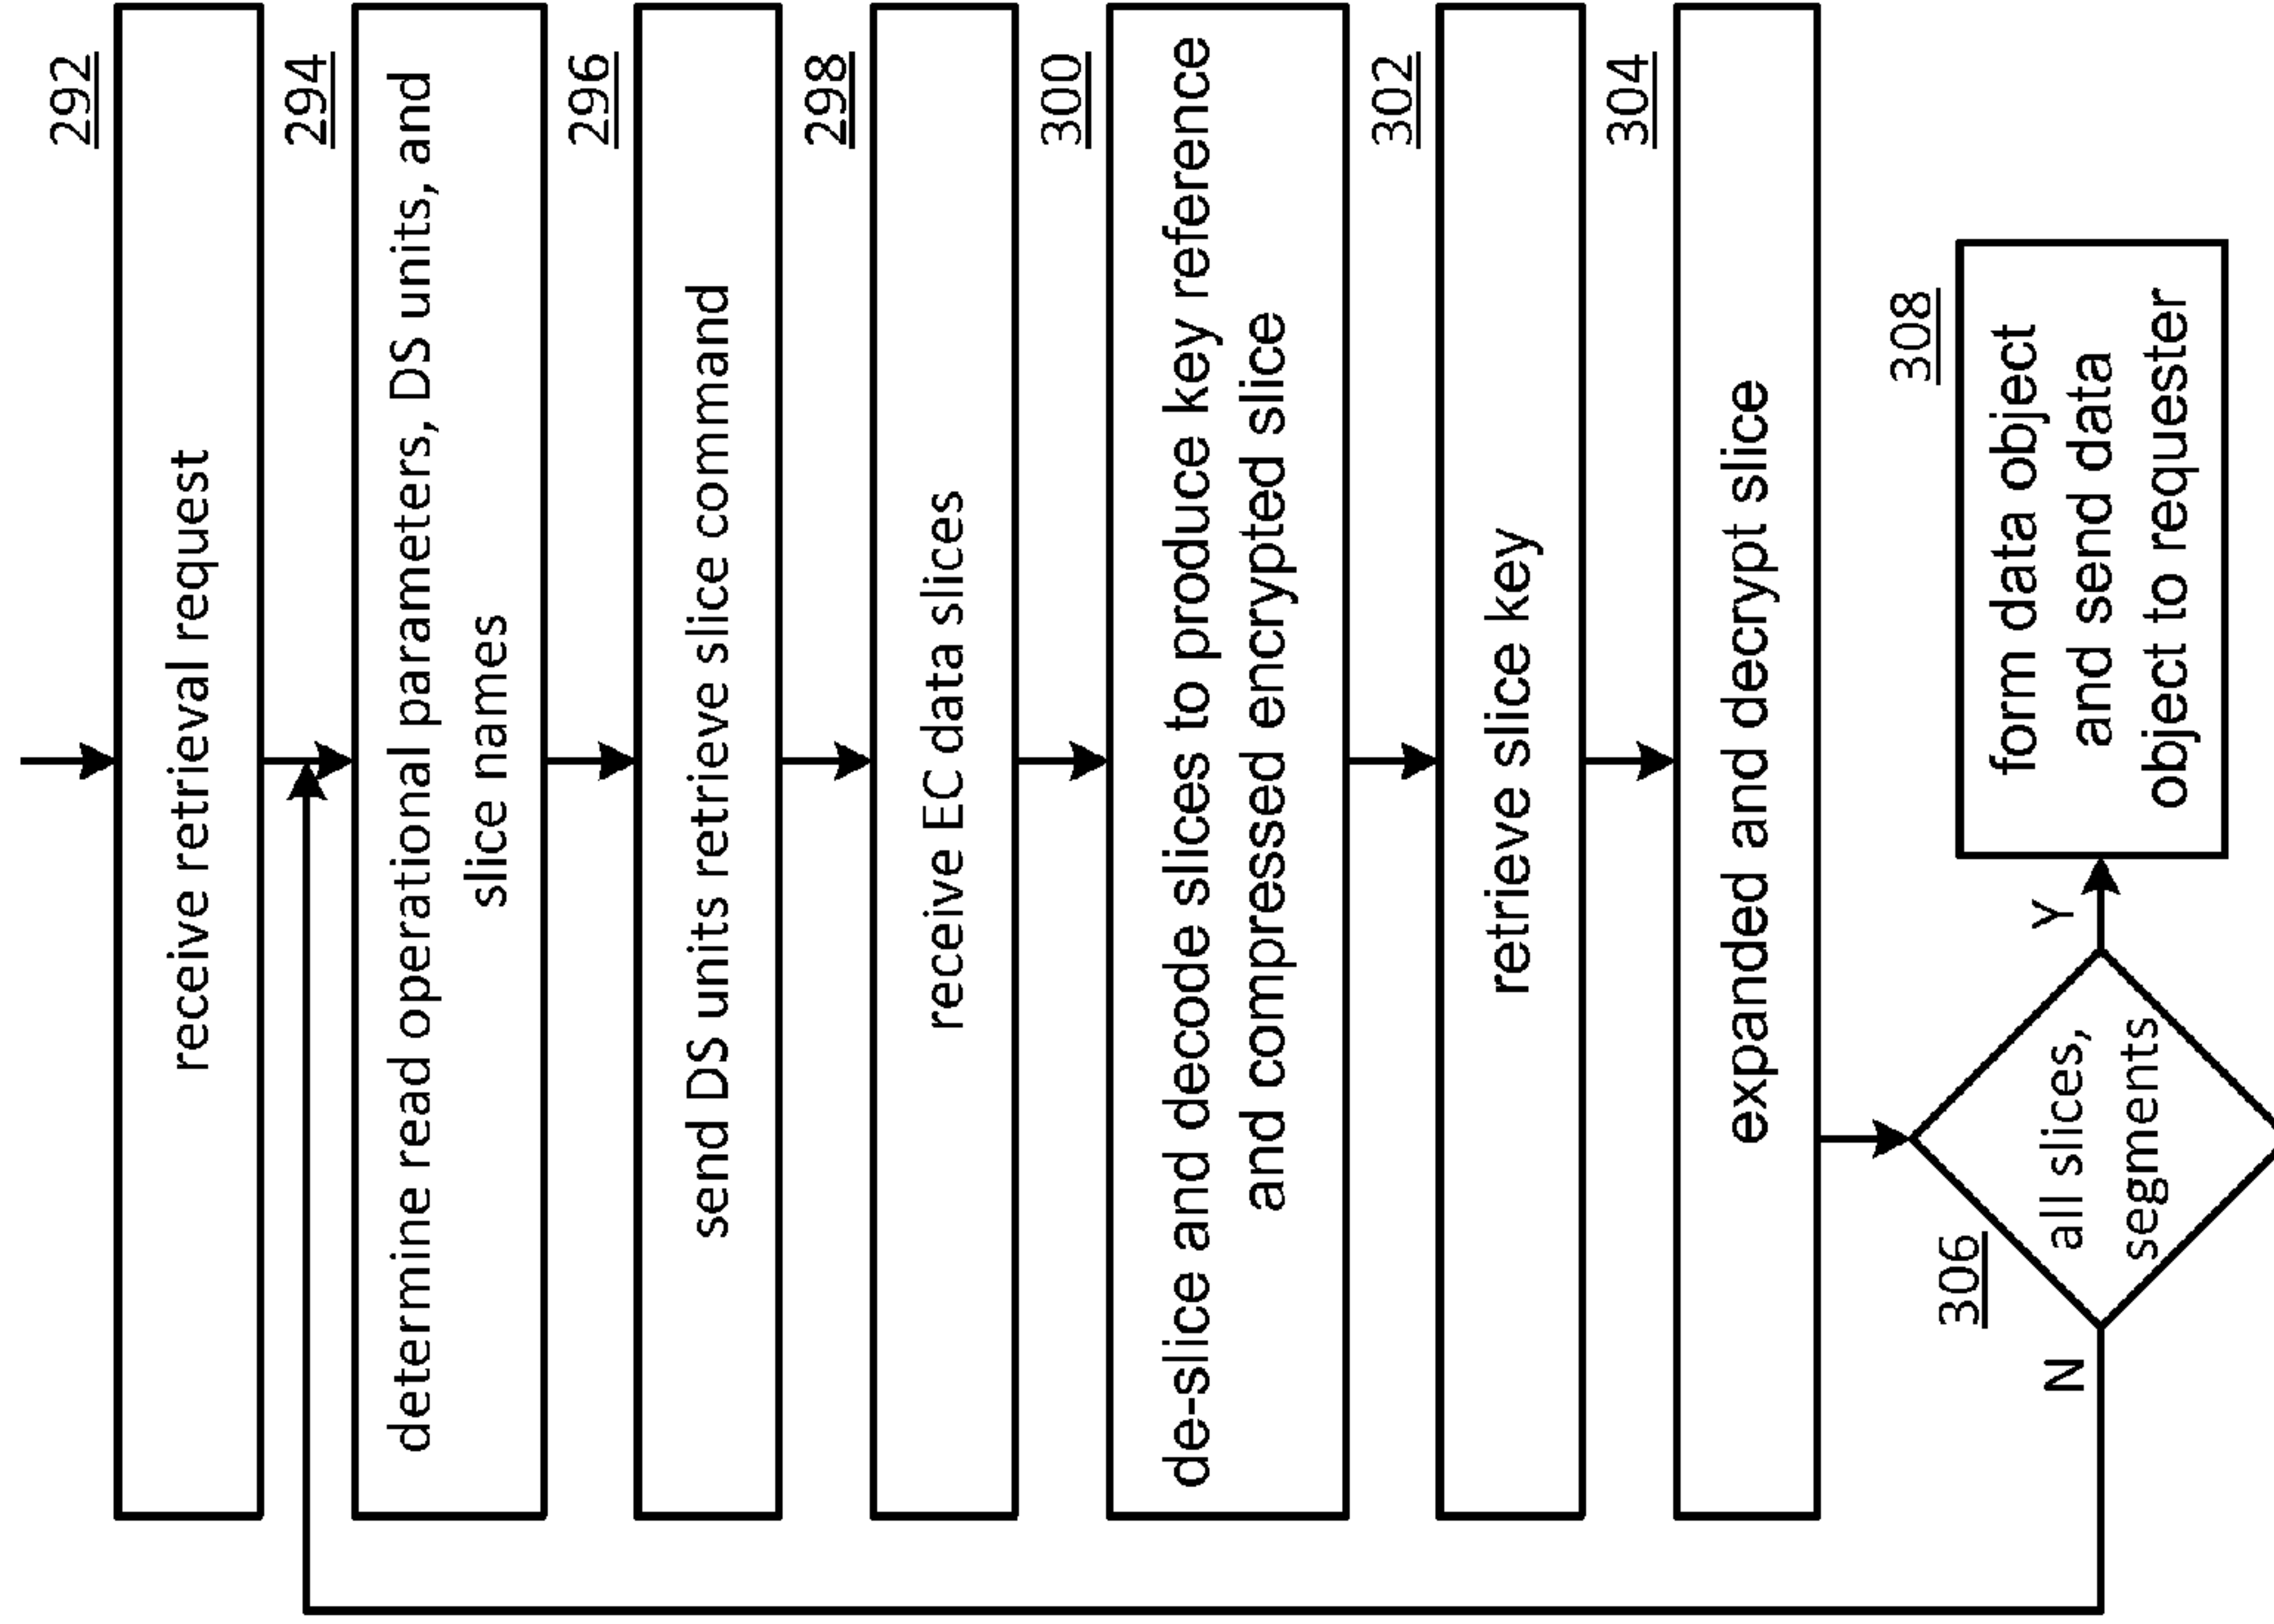 292
receive retrieval request
294
determine read operational parameters, DS units, and
slice names
296
send DS units retrieve slice command
298
receive EC data slices
300
de-slice and decode slices to produce key reference
and compressed encrypted slice
302
retrieve slice key
304
expanded and decrypt slice
306
all slices,
segments
N
Y
308
form data object
and send data
object to requester